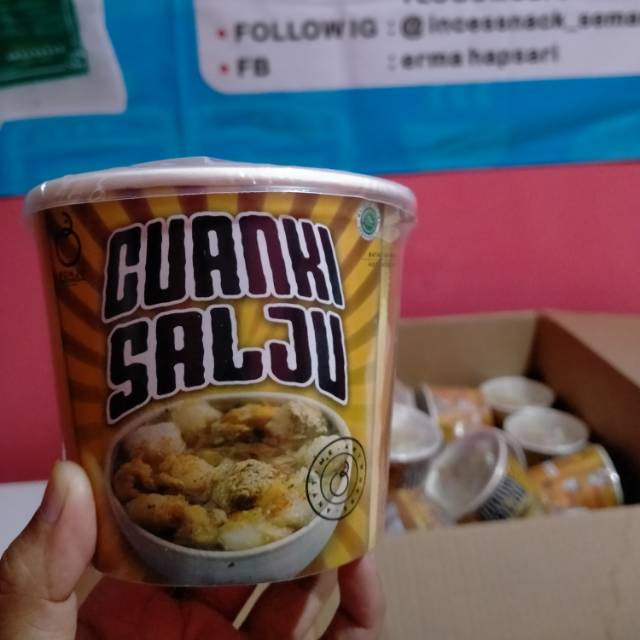 • FOLLOW IG : @incessnack_sema
• FB : erma hapsari
CUANKI
SALJU